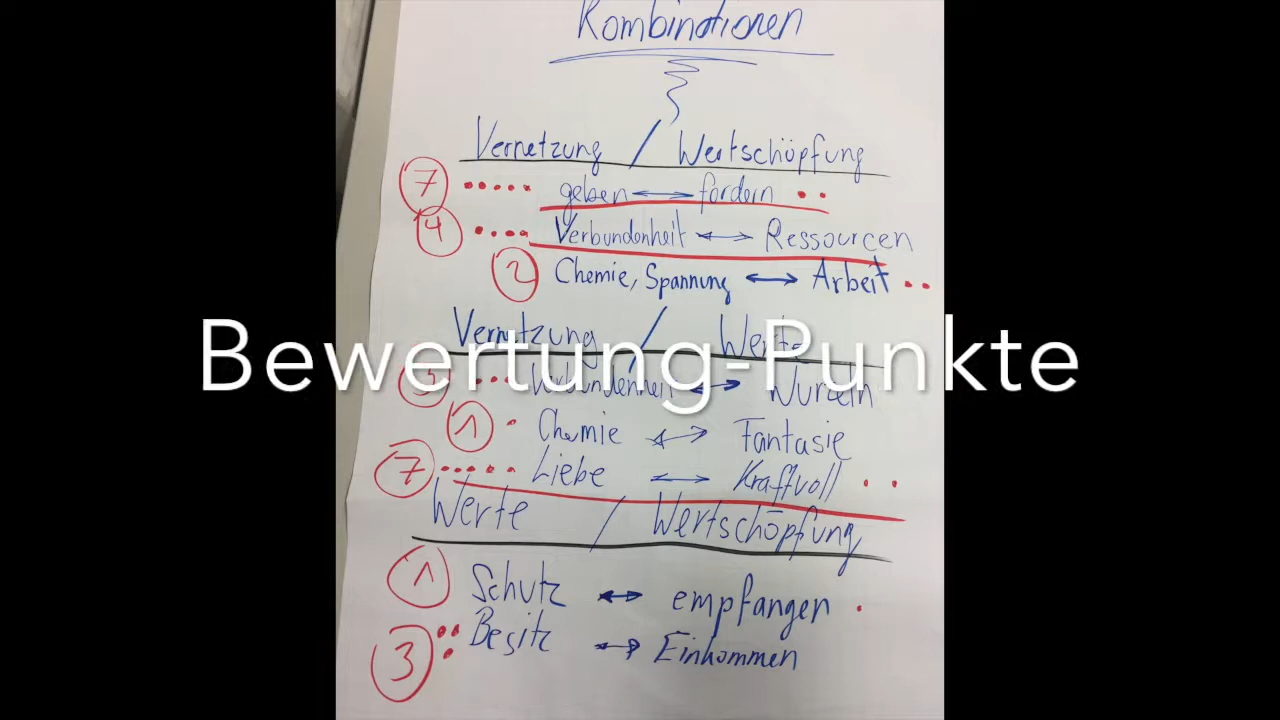 Kombinationen
Vernetzung / Wertschöpfung
7 geben ↔ fordern
4 Verbundenheit ↔ Ressourcen
2 Chemie, Spannung ↔ Arbeit
Vernetzung / Werte
Bewertung-Punkte
3 Verbundenheit ↔ Wurzeln
1 Chemie ↔ Fantasie
7 Liebe ↔ Kraftvoll
Werte / Wertschöpfung
1 Schutz ↔ empfangen
3 Besitz ↔ Einkommen